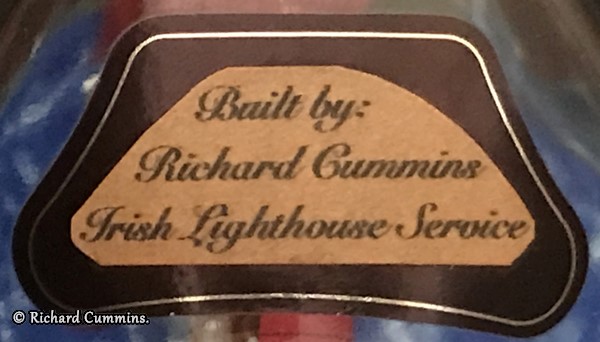 Built by:
Richard Cummins
Irish Lighthouse Service
© Richard Cummins.